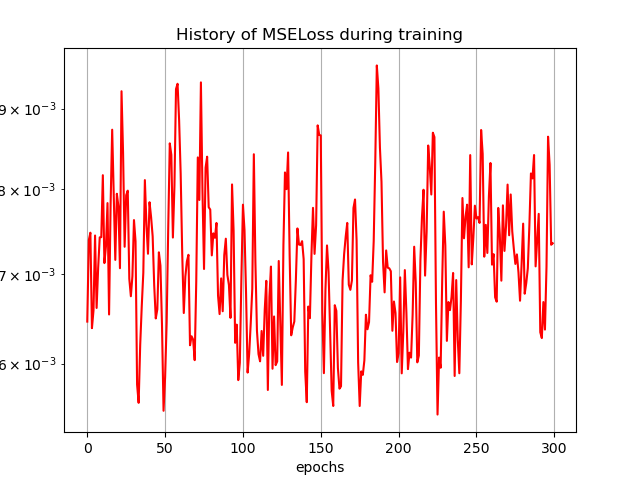 History of MSELoss during training
9 × 10⁻³
8 × 10⁻³
7 × 10⁻³
6 × 10⁻³
0 50 100 150 200 250 300
epochs